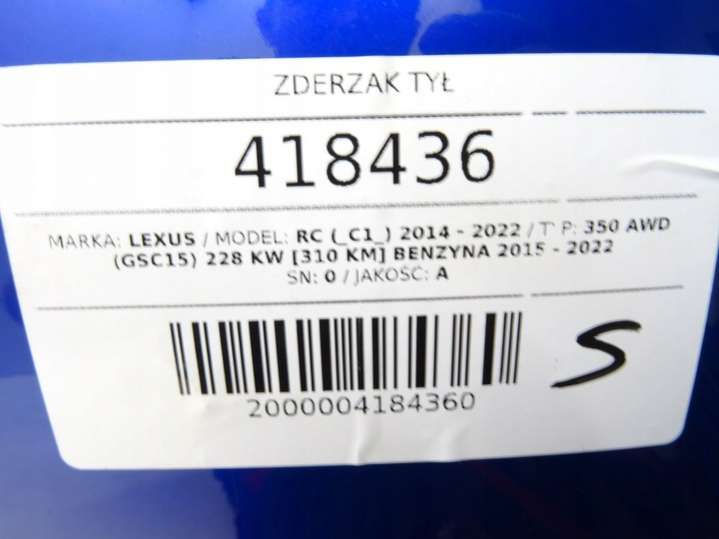 ZDERZAK TYŁ
418436
MARKA: LEXUS / MODEL: RC (_C1_) 2014 - 2022 / T P: 350 AWD
(GSC15) 228 KW [310 KM] BENZYNA 2015 - 2022
SN: 0 / JAKOŚĆ: A
S
2000004184360